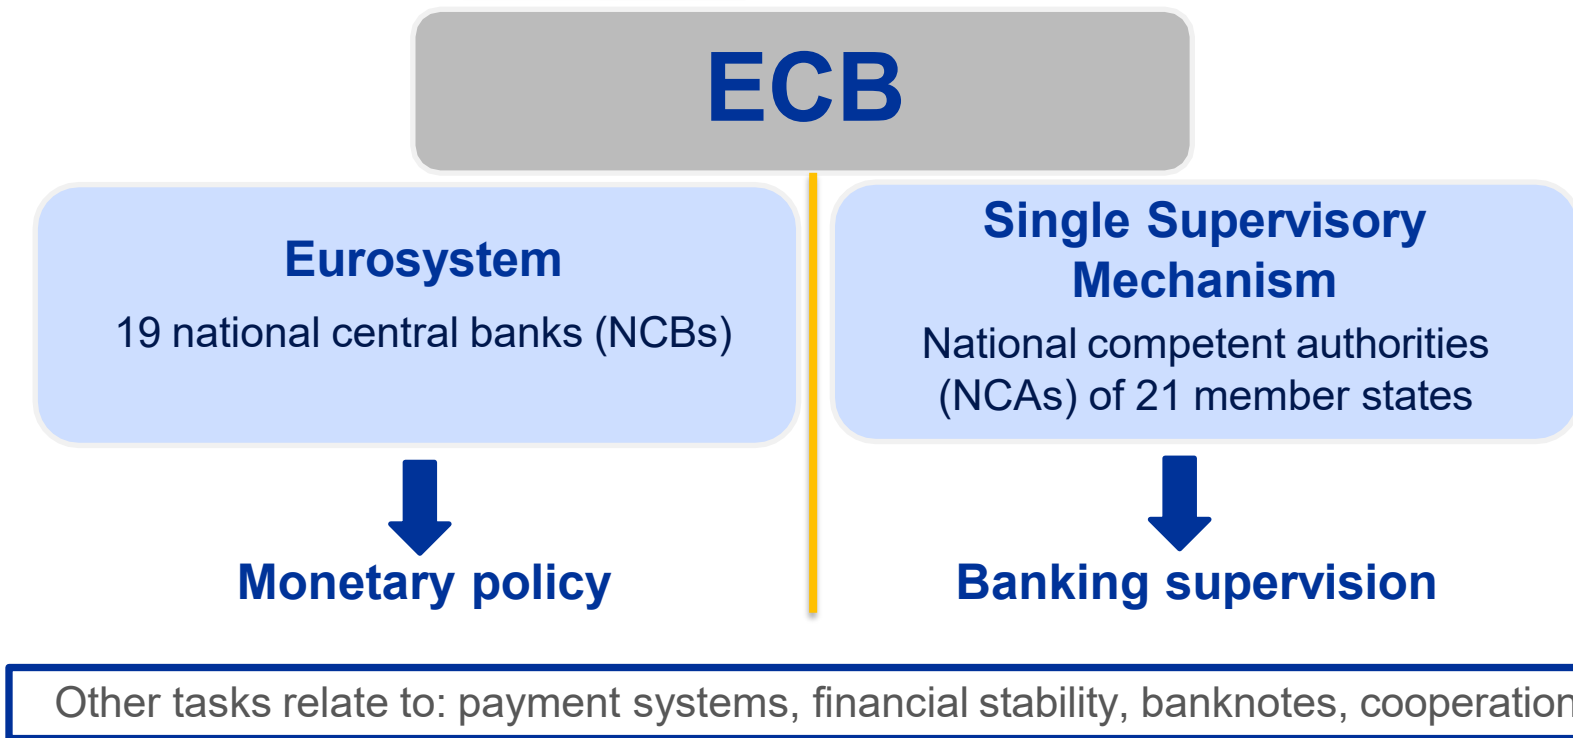 ECB
Eurosystem
19 national central banks (NCBs)
Single Supervisory
Mechanism
National competent authorities
(NCAs) of 21 member states
Monetary policy
Banking supervision
Other tasks relate to: payment systems, financial stability, banknotes, cooperation